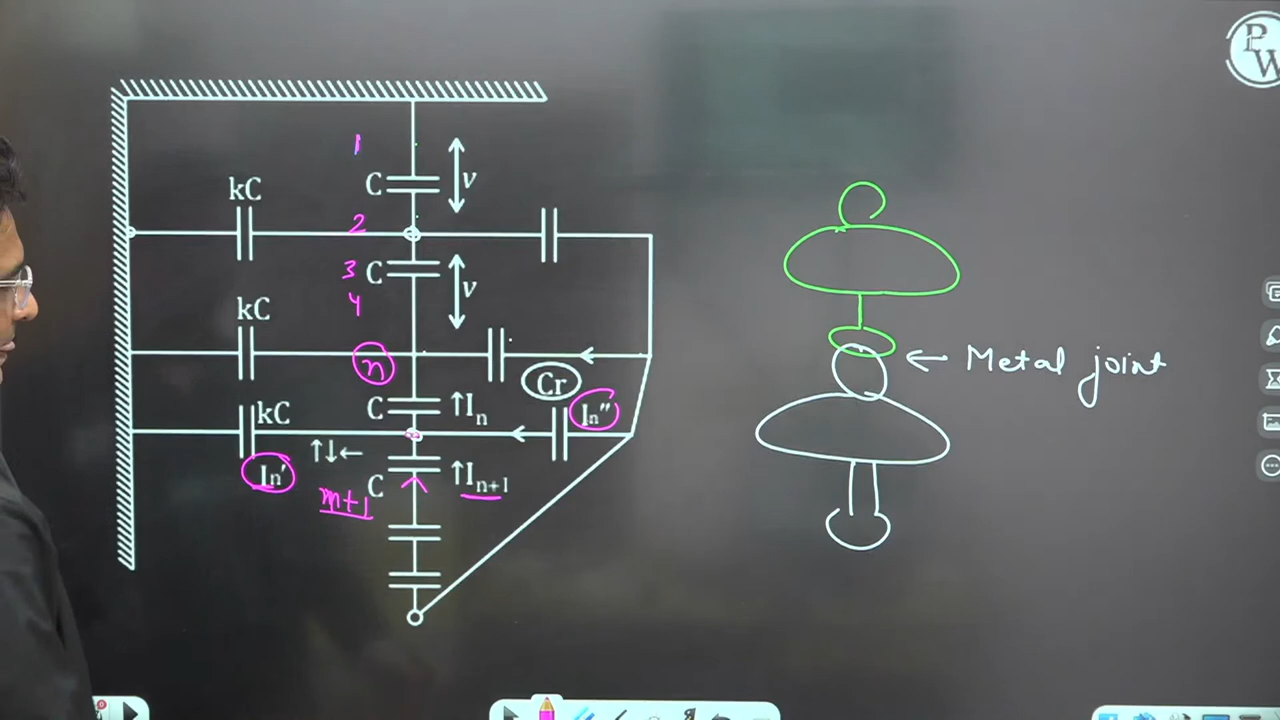 PW
1
kC
C
v
2
3
C
v
4
kC
n
Cr
kC
C
↑In
In″
↑↓←
In′
m+1
C
↑In+1
← Metal joint